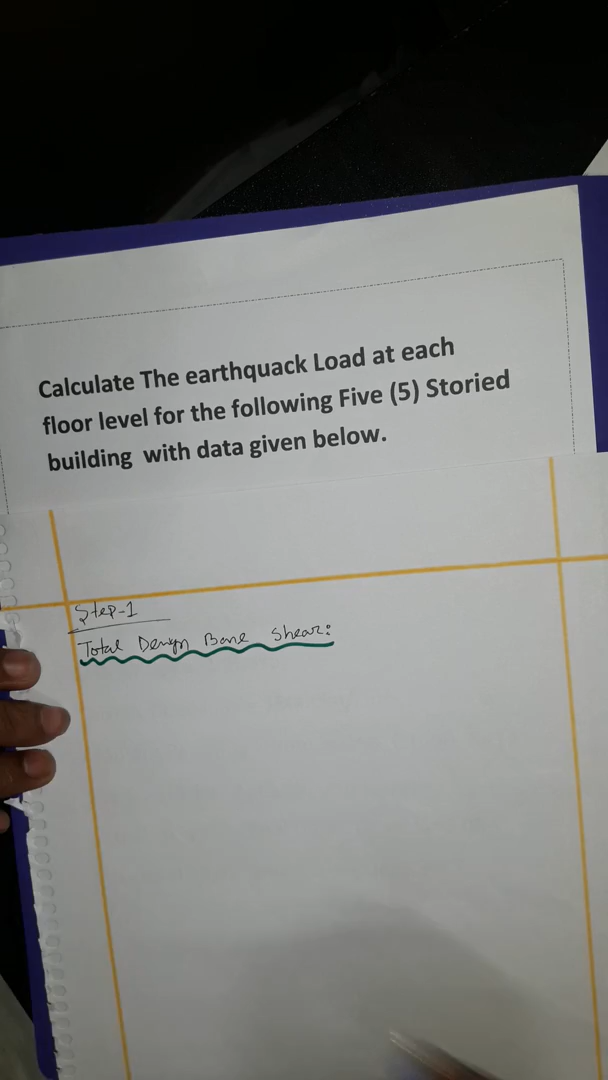 Calculate The earthquack Load at each
floor level for the following Five (5) Storied
building with data given below.
Step-1
Total Design Base Shear: